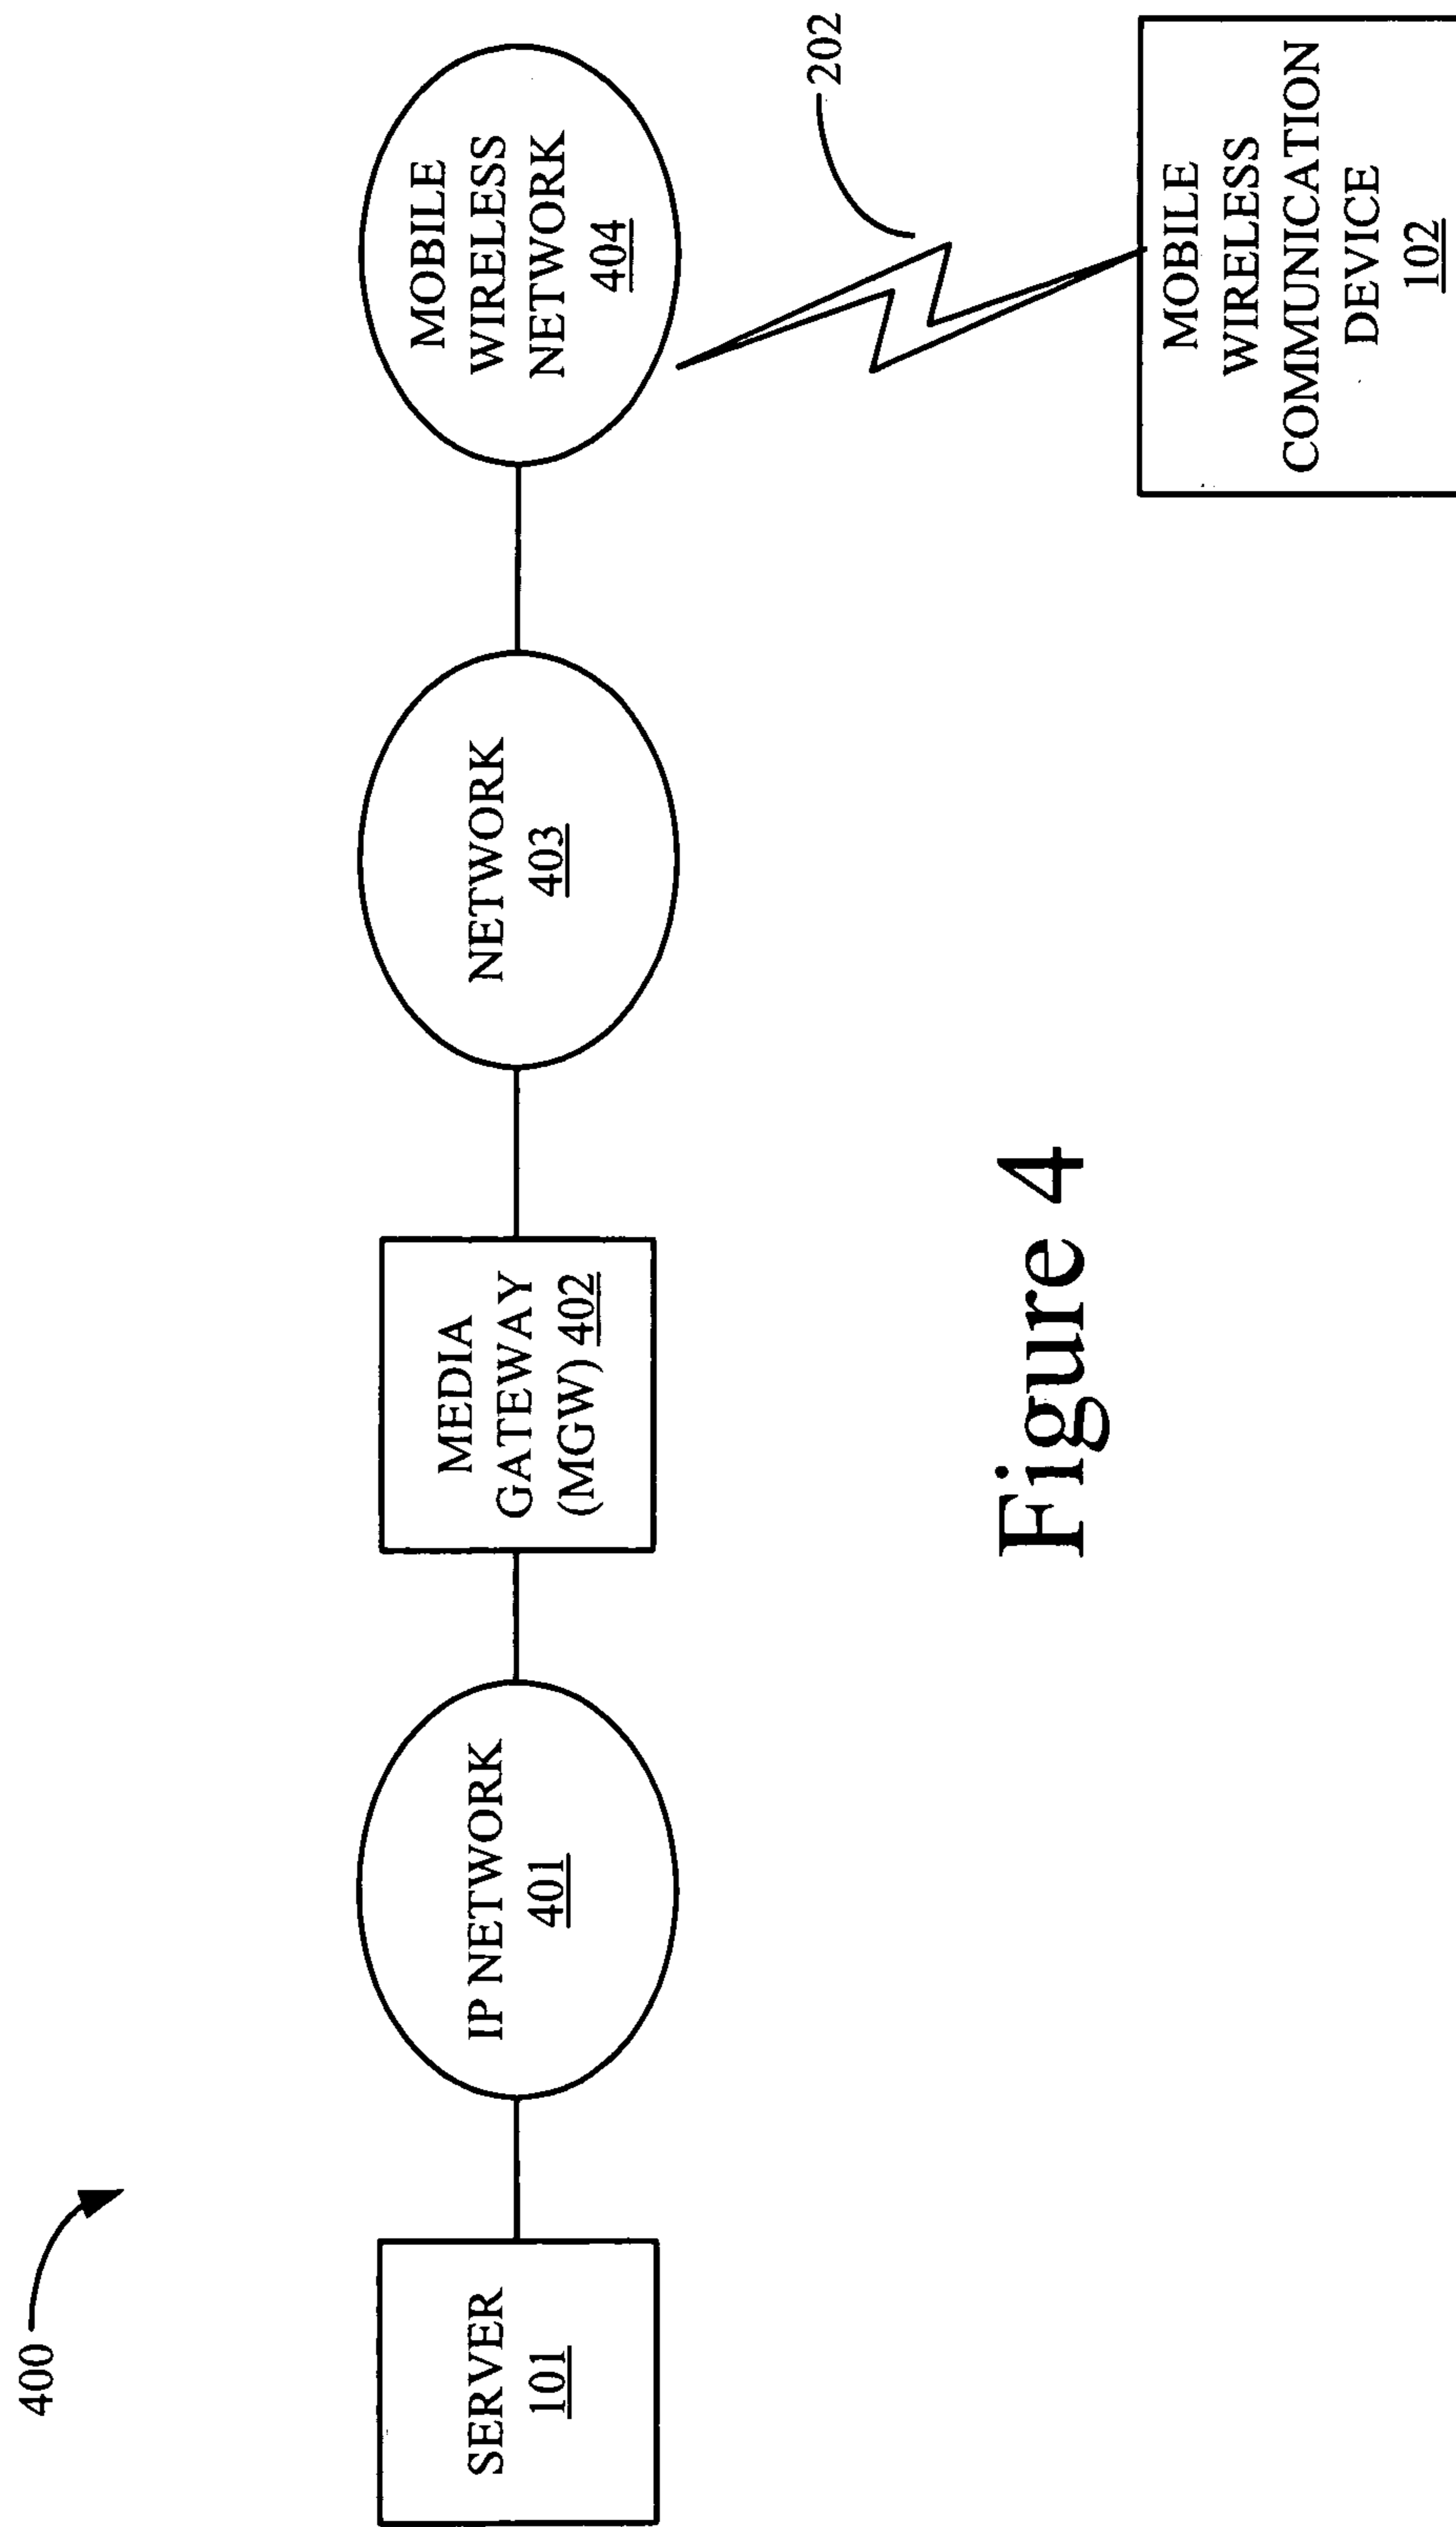 400
SERVER
101
IP NETWORK
401
MEDIA
GATEWAY
(MGW) 402
NETWORK
403
MOBILE
WIRELESS
NETWORK
404
202
MOBILE
WIRELESS
COMMUNICATION
DEVICE
102
Figure 4